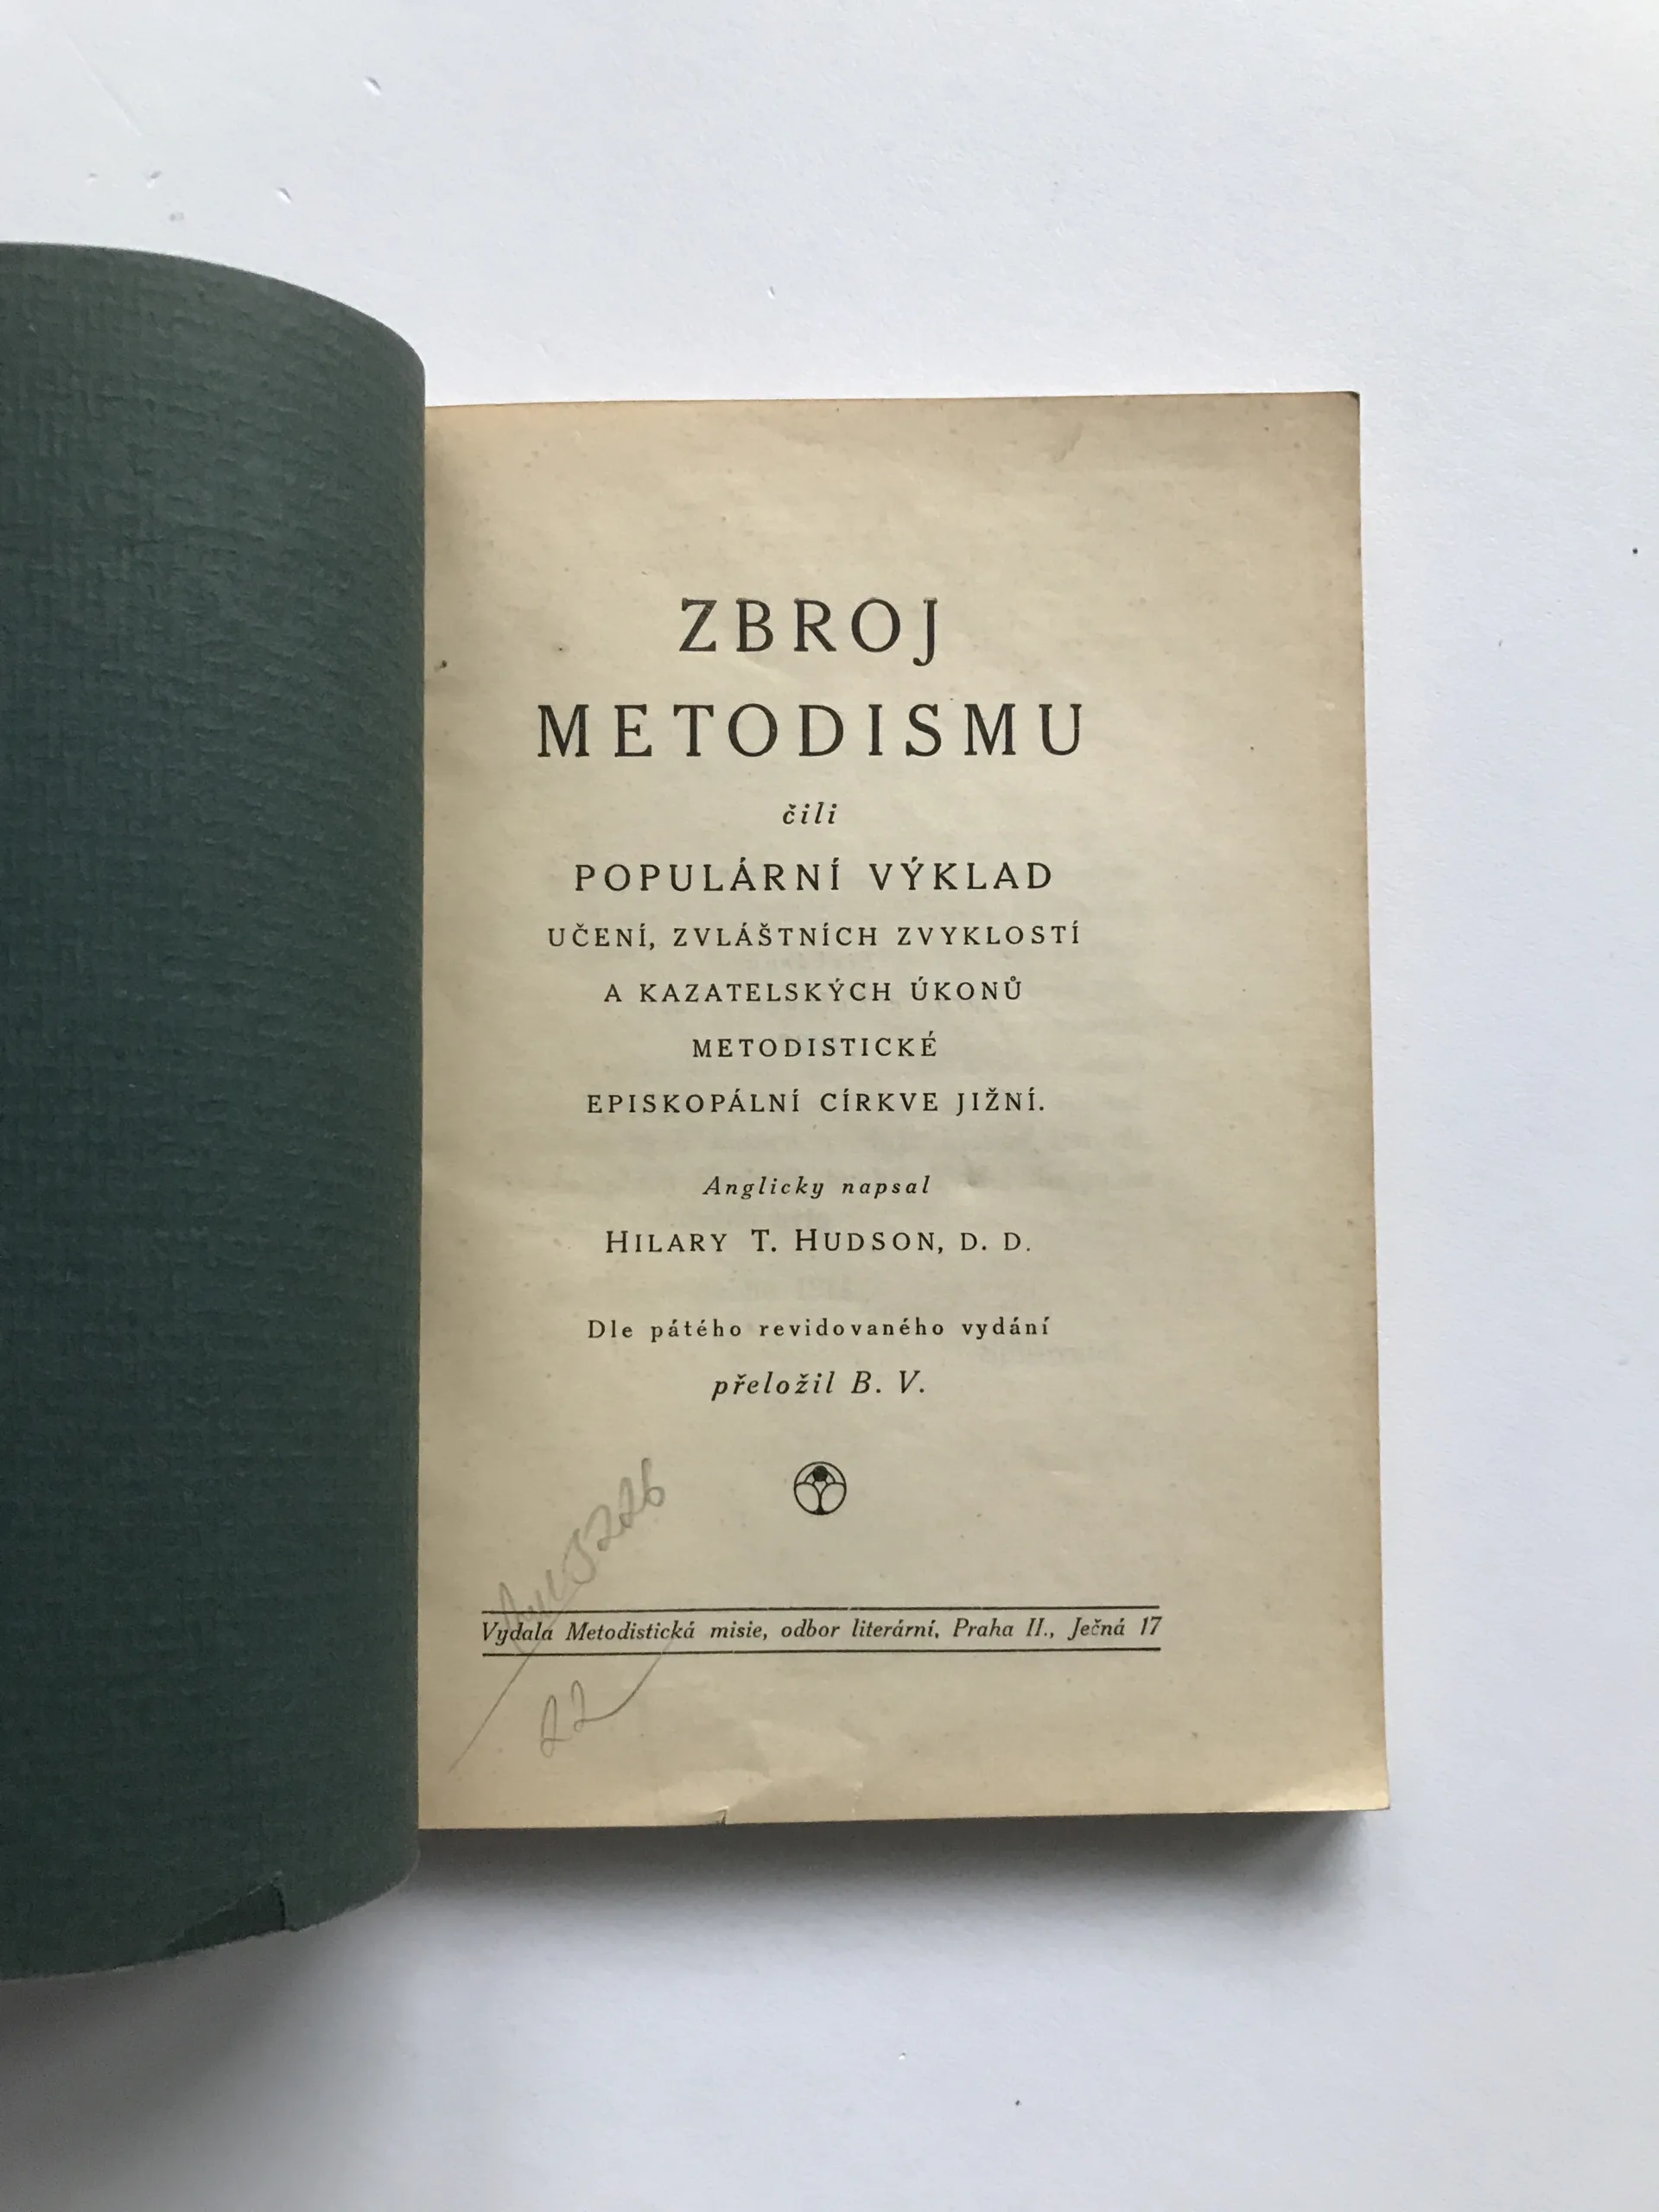 ZBROJ
METODISMU
čili
POPULÁRNÍ VÝKLAD
UČENÍ, ZVLÁŠTNÍCH ZVYKLOSTÍ
A KAZATELSKÝCH ÚKONŮ
METODISTICKÉ
EPISKOPÁLNÍ CÍRKVE JIŽNÍ.
Anglicky napsal
HILARY T. HUDSON, D. D.
Dle pátého revidovaného vydání
přeložil B. V.
Vydala Metodistická misie, odbor literární, Praha II., Ječná 17
22